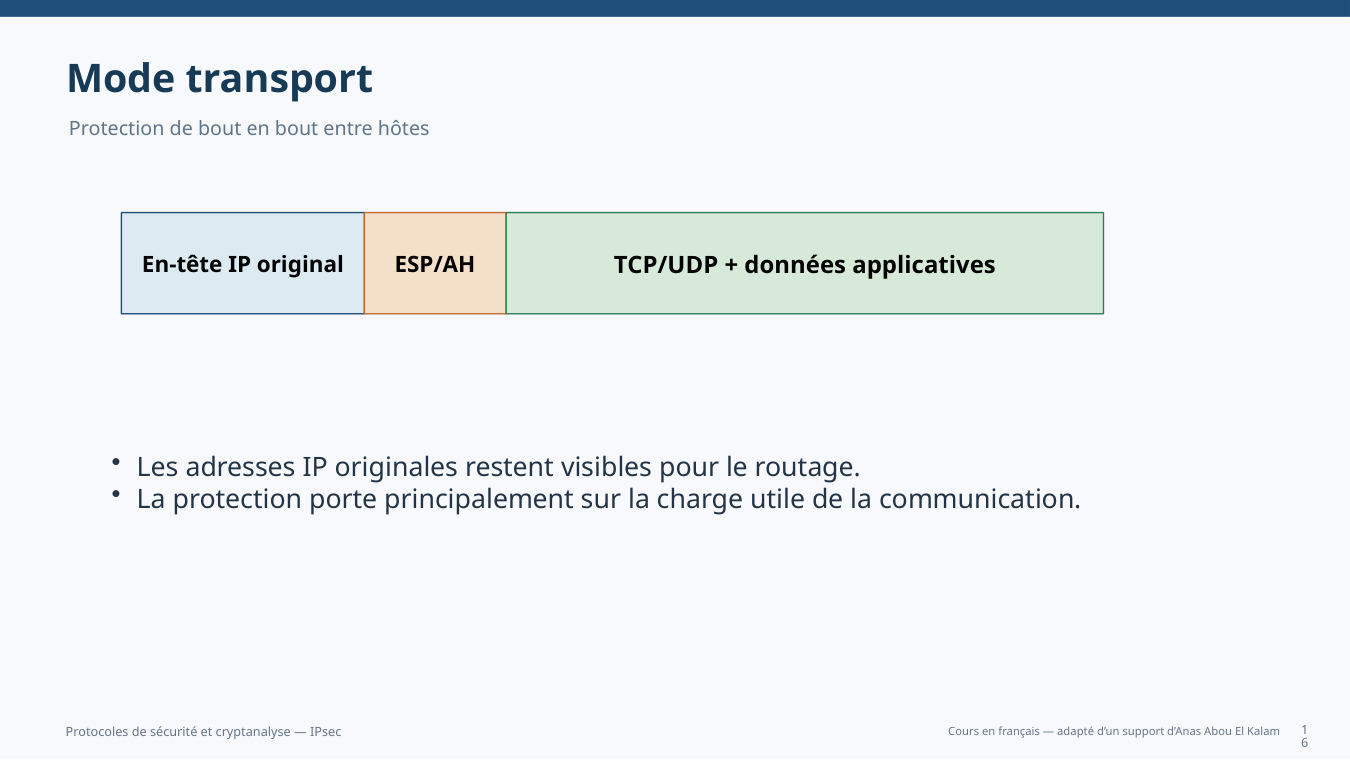 Mode transport
Protection de bout en bout entre hôtes
En-tête IP original
ESP/AH
TCP/UDP + données applicatives
• Les adresses IP originales restent visibles pour le routage.
• La protection porte principalement sur la charge utile de la communication.
Protocoles de sécurité et cryptanalyse — IPsec
Cours en français — adapté d’un support d’Anas Abou El Kalam
1
6